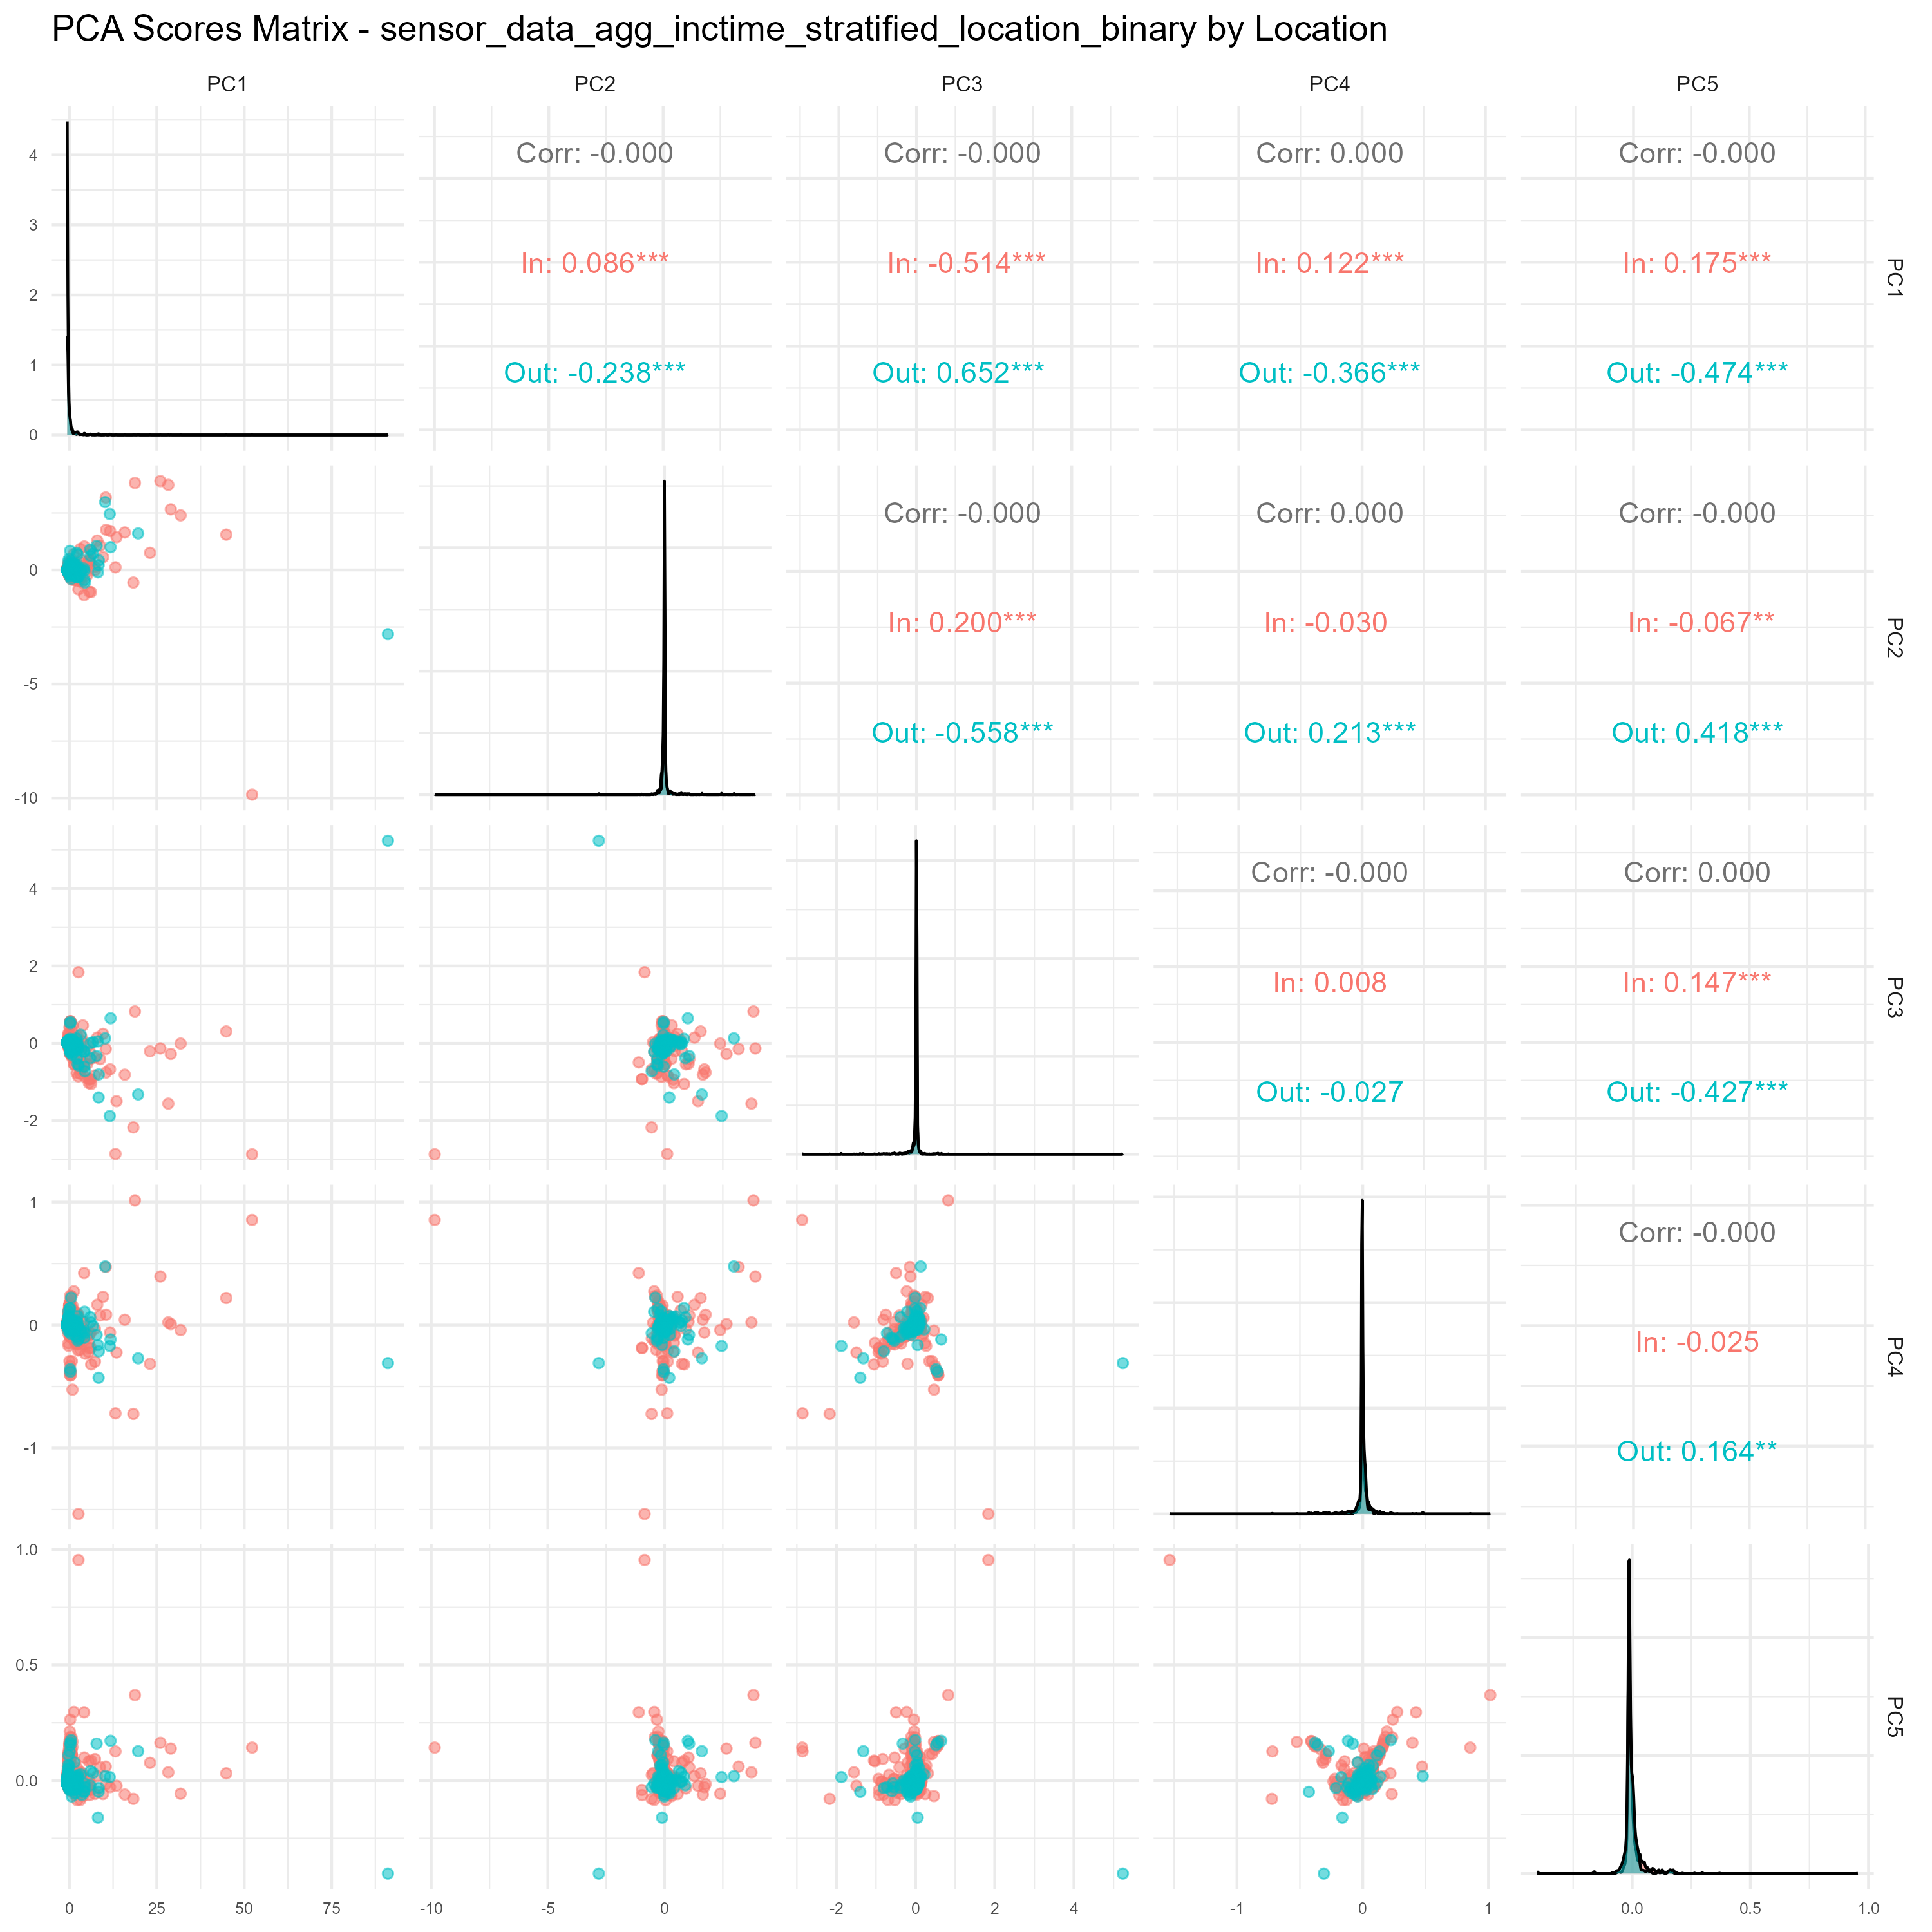 PCA Scores Matrix - sensor_data_agg_inctime_stratified_location_binary by Location
PC1 PC2 PC3 PC4 PC5
4
3
2
1
0
Corr: -0.000
In: 0.086***
Out: -0.238***
Corr: -0.000
In: -0.514***
Out: 0.652***
Corr: 0.000
In: 0.122***
Out: -0.366***
Corr: -0.000
In: 0.175***
Out: -0.474***
PC1
0
-5
-10
Corr: -0.000
In: 0.200***
Out: -0.558***
Corr: 0.000
In: -0.030
Out: 0.213***
Corr: -0.000
In: -0.067**
Out: 0.418***
PC2
4
2
0
-2
Corr: -0.000
In: 0.008
Out: -0.027
Corr: 0.000
In: 0.147***
Out: -0.427***
PC3
1
0
-1
Corr: -0.000
In: -0.025
Out: 0.164**
PC4
1.0
0.5
0.0
PC5
0 25 50 75
-10 -5 0
-2 0 2 4
-1 0 1
0.0 0.5 1.0